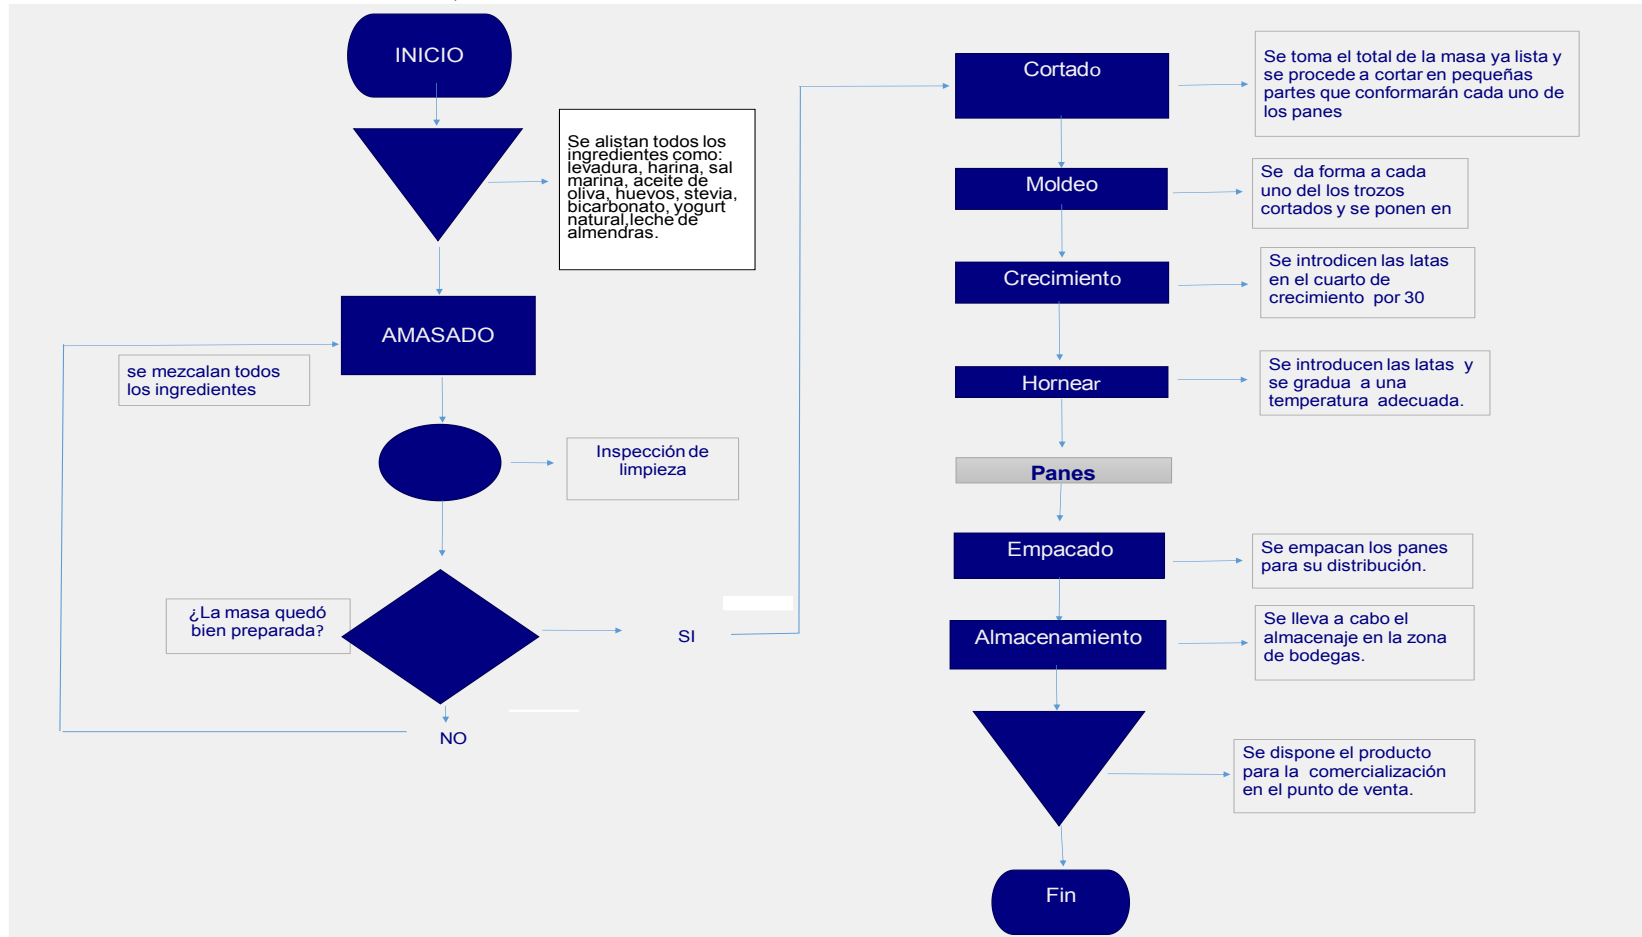 INICIO
Se alistan todos los
ingredientes como:
levadura, harina, sal
marina, aceite de
oliva, huevos, stevia,
bicarbonato, yogurt
natural,leche de
almendras.
AMASADO
se mezcalan todos
los ingredientes
Inspección de
limpieza
¿La masa quedó
bien preparada?
SI
NO
Cortado
Se toma el total de la masa ya lista y
se procede a cortar en pequeñas
partes que conformarán cada uno de
los panes
Moldeo
Se da forma a cada
uno del los trozos
cortados y se ponen en
Crecimiento
Se introdicen las latas
en el cuarto de
crecimiento por 30
Hornear
Se introducen las latas y
se gradua a una
temperatura adecuada.
Panes
Empacado
Se empacan los panes
para su distribución.
Almacenamiento
Se lleva a cabo el
almacenaje en la zona
de bodegas.
Se dispone el producto
para la comercialización
en el punto de venta.
Fin